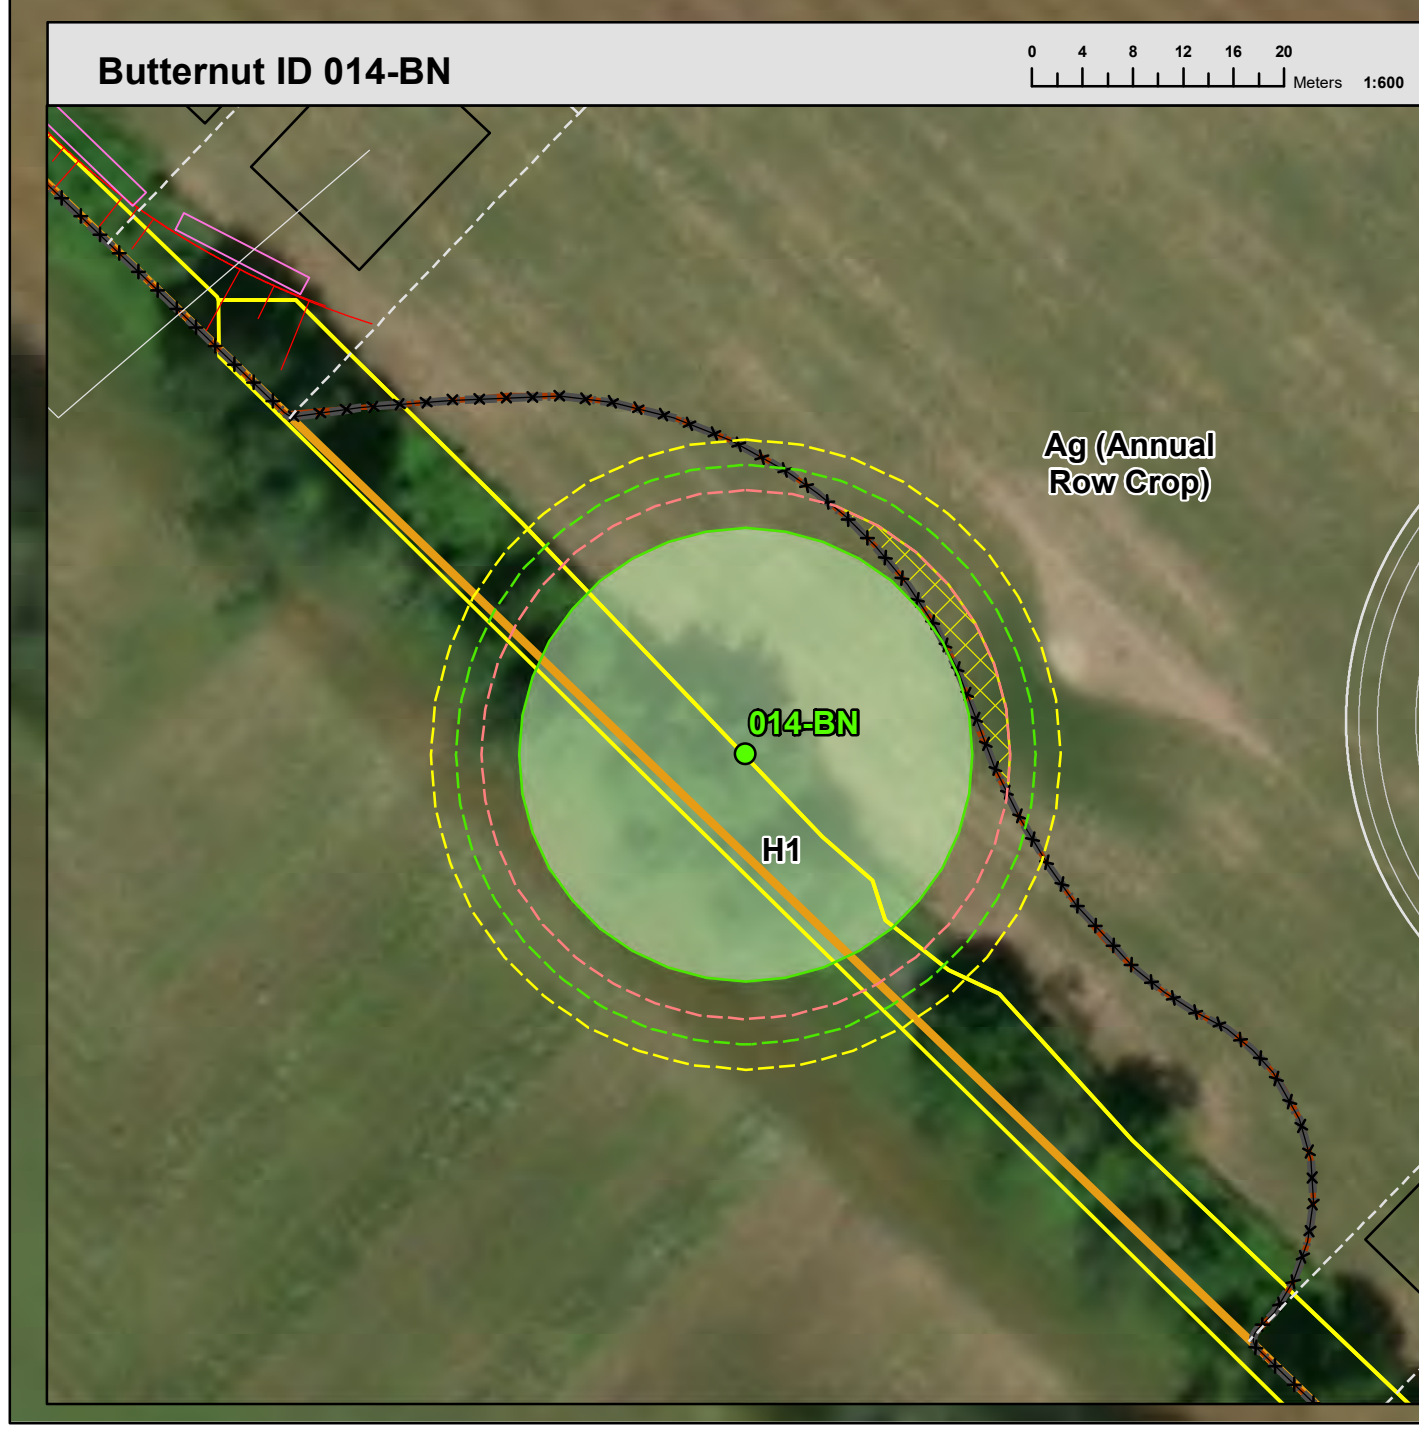 Butternut ID 014-BN
0 4 8 12 16 20
Meters 1:600
Ag (Annual
Row Crop)
014-BN
H1